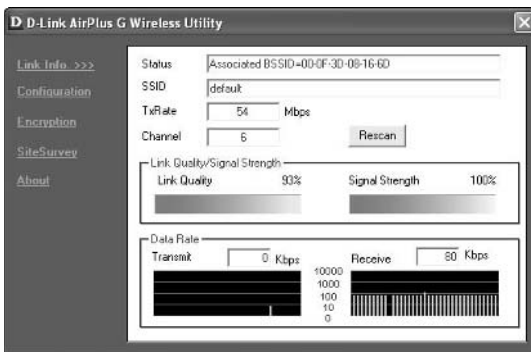 D D-Link AirPlus G Wireless Utility X
Link Info >>>
Configuration
Encryption
SiteSurvey
About
Status Associated BSSID=00-0F-3D-08-16-6D
SSID default
TxRate 54 Mbps
Channel 6 Rescan
Link Quality/Signal Strength
Link Quality 93% Signal Strength 100%
Data Rate
Transmit 0 Kbps Receive 80 Kbps
10000
1000
100
10
0